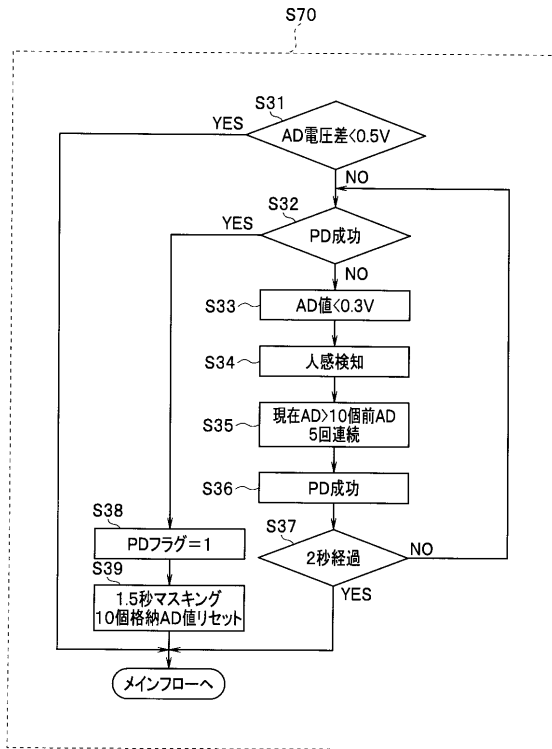 S70
S31
YES
AD電圧差<0.5V
NO
S32
YES
PD成功
NO
S33
AD値<0.3V
S34
人感検知
S35
現在AD>10個前AD
5回連続
S36
PD成功
S37
S38
PDフラグ=1
2秒経過
NO
YES
S39
1.5秒マスキング
10個格納AD値リセット
メインフローへ